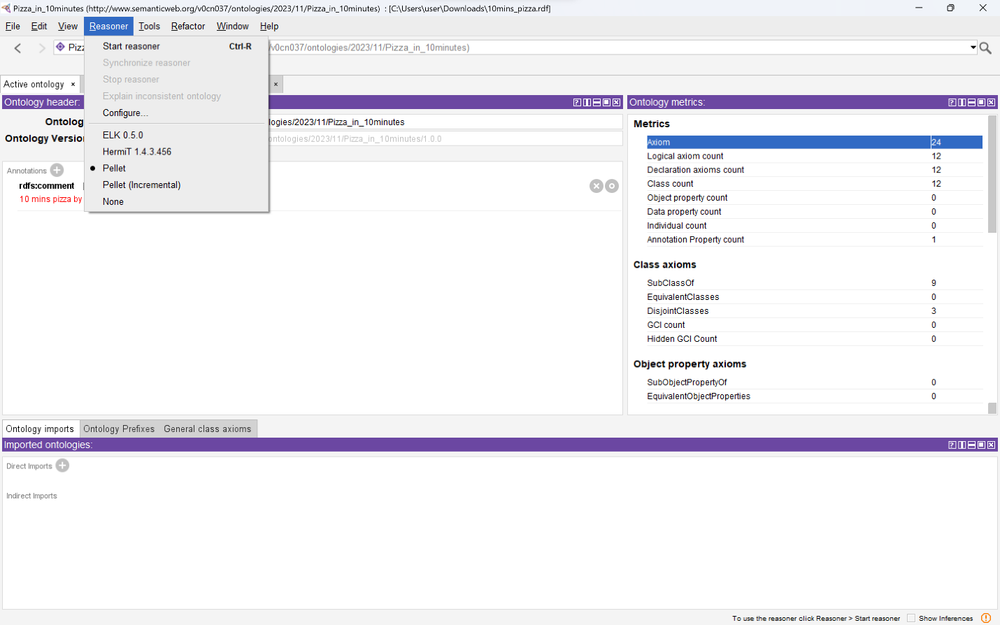 Pizza_in_10minutes (http://www.semanticweb.org/v0cn037/ontologies/2023/11/Pizza_in_10minutes) : [C:\Users\user\Downloads\10mins_pizza.rdf]
File Edit View Reasoner Tools Refactor Window Help
/v0cn037/ontologies/2023/11/Pizza_in_10minutes)
Start reasoner Ctrl-R
Synchronize reasoner
Stop reasoner
Explain inconsistent ontology
Configure...
ELK 0.5.0
HermiT 1.4.3.456
Pellet
Pellet (Incremental)
None
Active ontology ×
×
Ontology header:
/2023/11/Pizza_in_10minutes
/2023/11/Pizza_in_10minutes/1.0.0
Annotations
rdfs:comment
10 mins pizza by
Ontology metrics:
Metrics
Axiom 24
Logical axiom count 12
Declaration axioms count 12
Class count 12
Object property count 0
Data property count 0
Individual count 0
Annotation Property count 1
Class axioms
SubClassOf 9
EquivalentClasses 0
DisjointClasses 3
GCI count 0
Hidden GCI Count 0
Object property axioms
SubObjectPropertyOf 0
EquivalentObjectProperties 0
Ontology imports Ontology Prefixes General class axioms
Imported ontologies:
Direct Imports
Indirect Imports
To use the reasoner click Reasoner > Start reasoner Show Inferences